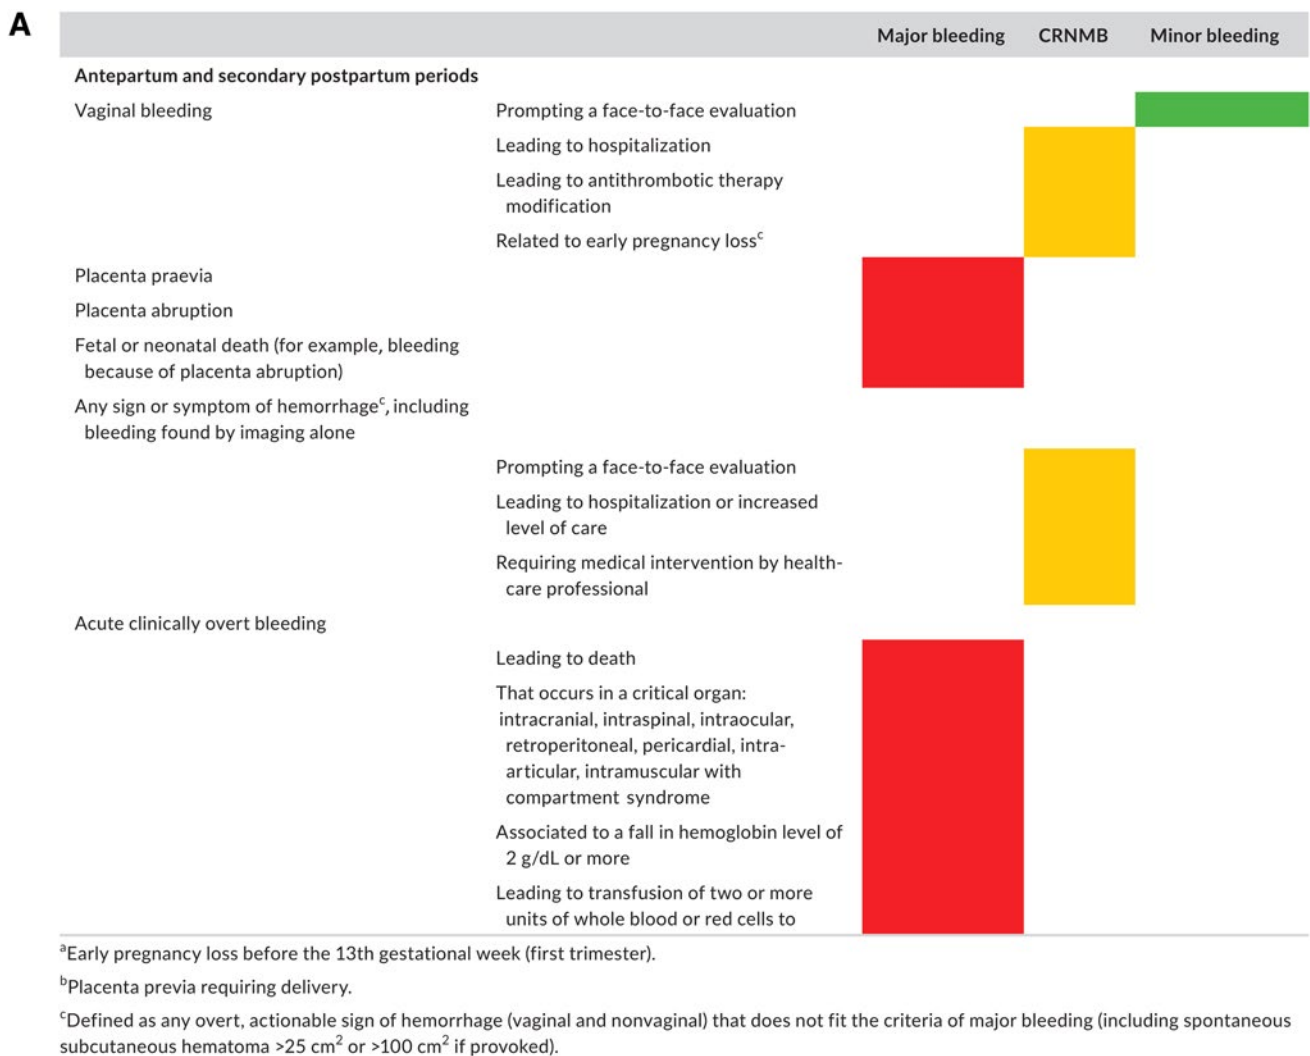 A
Major bleeding CRNMB Minor bleeding
Antepartum and secondary postpartum periods
Vaginal bleeding Prompting a face-to-face evaluation
Leading to hospitalization
Leading to antithrombotic therapy
modification
Related to early pregnancy lossᶜ
Placenta praevia
Placenta abruption
Fetal or neonatal death (for example, bleeding
because of placenta abruption)
Any sign or symptom of hemorrhageᶜ, including
bleeding found by imaging alone
Prompting a face-to-face evaluation
Leading to hospitalization or increased
level of care
Requiring medical intervention by health-
care professional
Acute clinically overt bleeding
Leading to death
That occurs in a critical organ:
intracranial, intraspinal, intraocular,
retroperitoneal, pericardial, intra-
articular, intramuscular with
compartment syndrome
Associated to a fall in hemoglobin level of
2 g/dL or more
Leading to transfusion of two or more
units of whole blood or red cells to
ᵃEarly pregnancy loss before the 13th gestational week (first trimester).
ᵇPlacenta previa requiring delivery.
ᶜDefined as any overt, actionable sign of hemorrhage (vaginal and nonvaginal) that does not fit the criteria of major bleeding (including spontaneous
subcutaneous hematoma >25 cm² or >100 cm² if provoked).